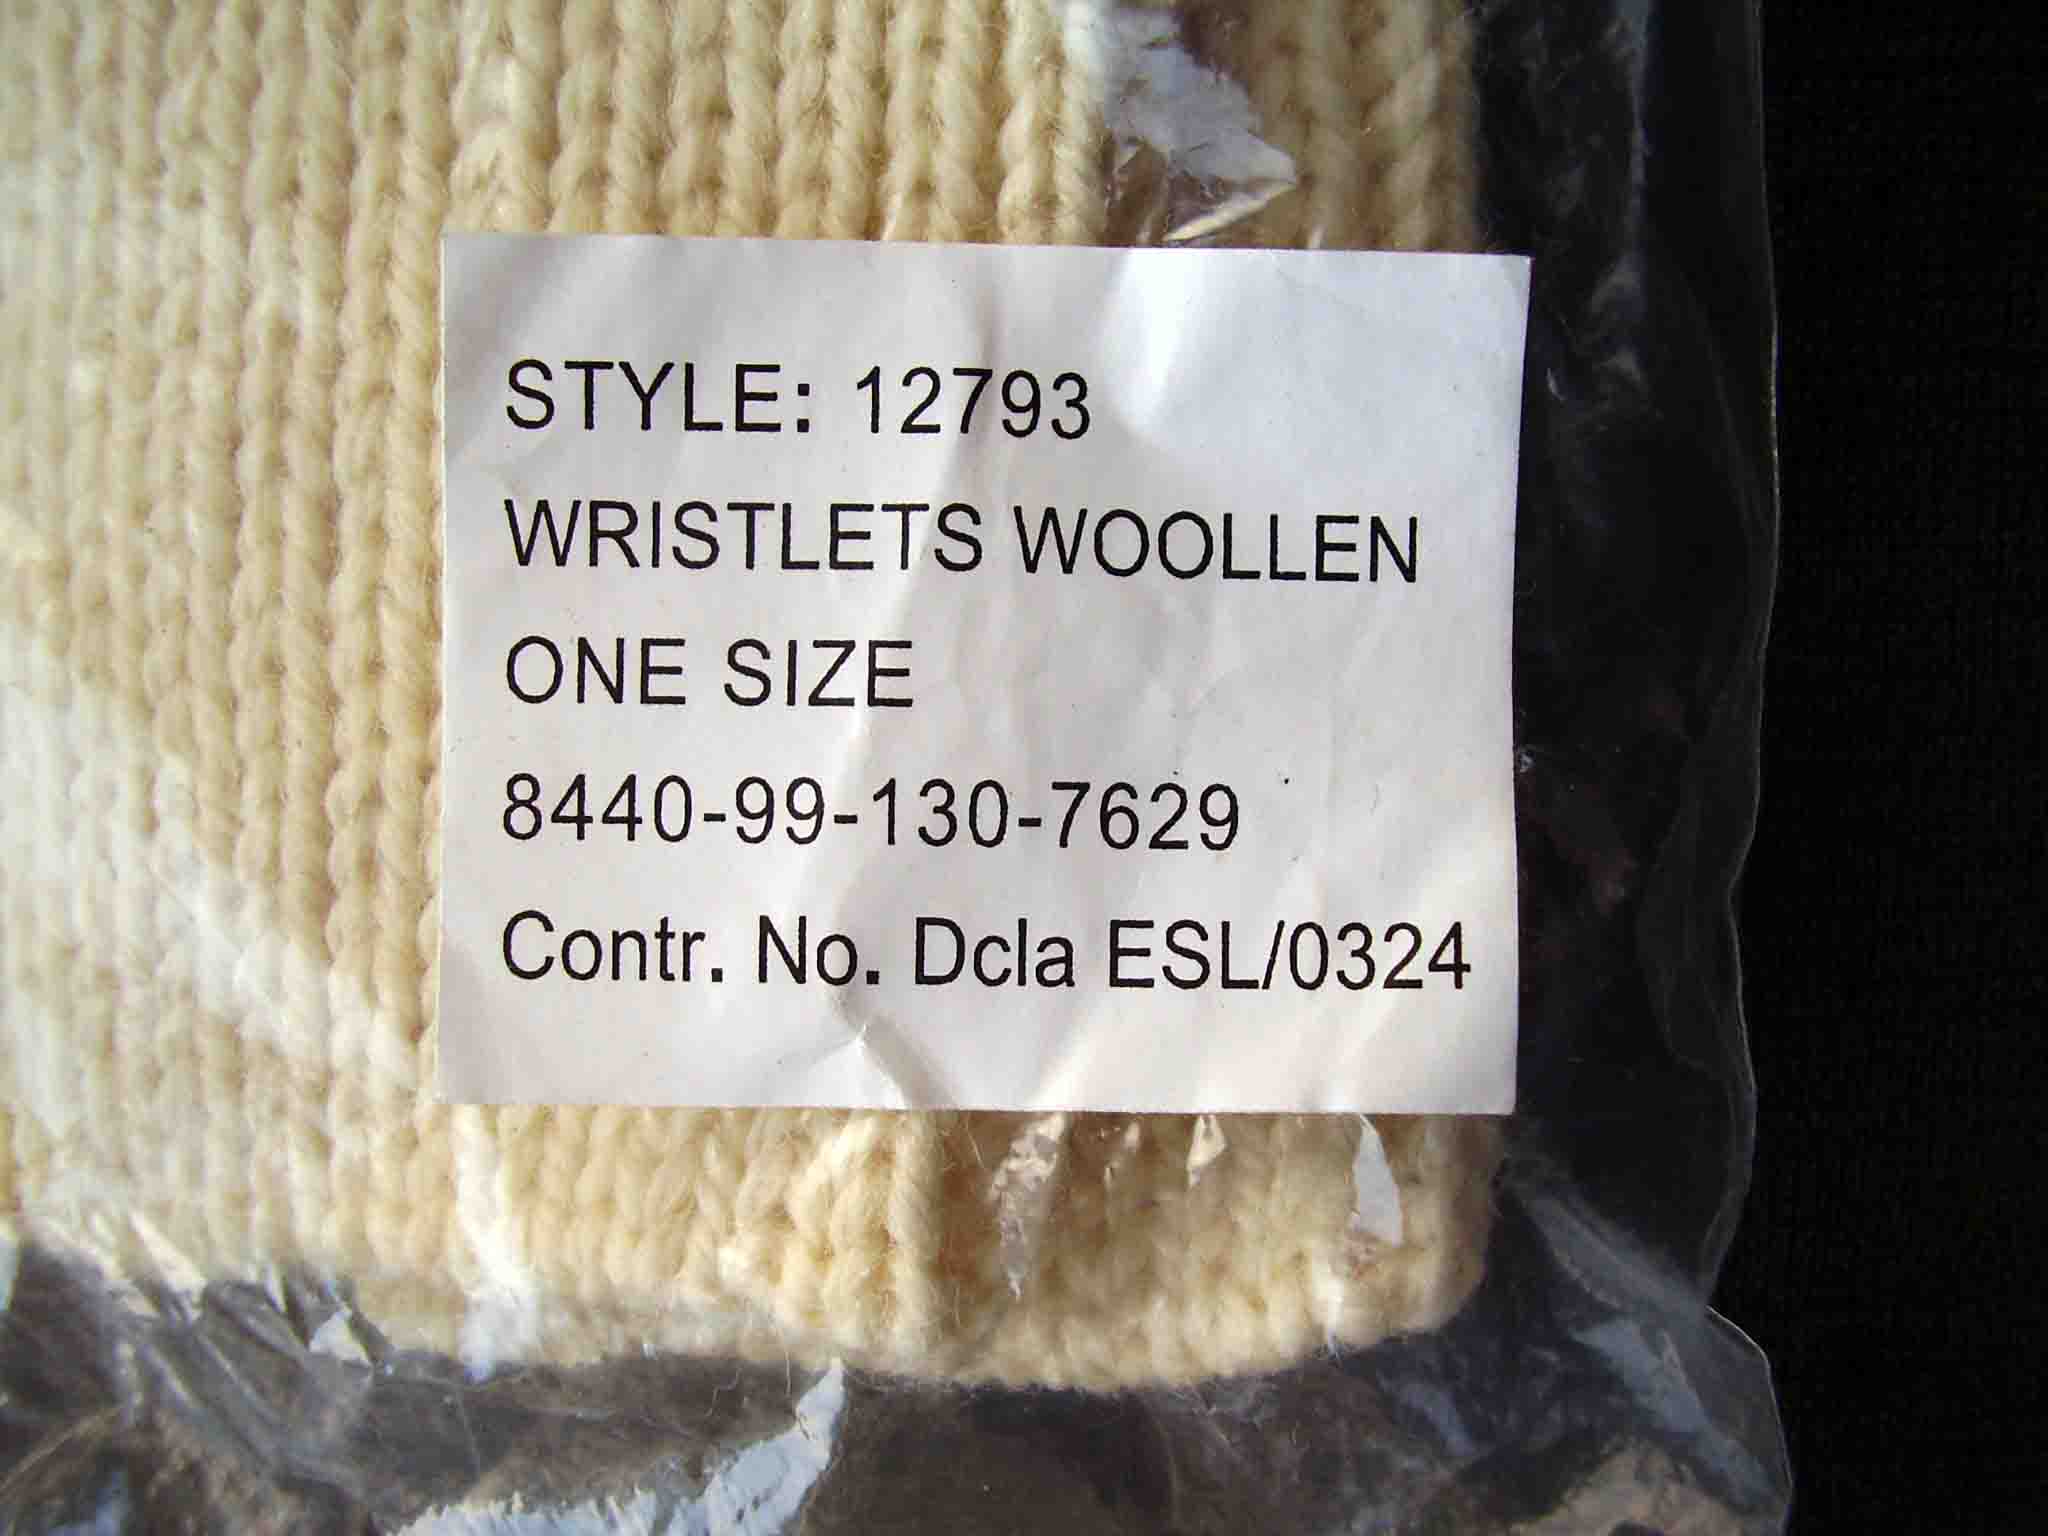 STYLE: 12793
WRISTLETS WOOLLEN
ONE SIZE
8440-99-130-7629
Contr. No. Dcla ESL/0324